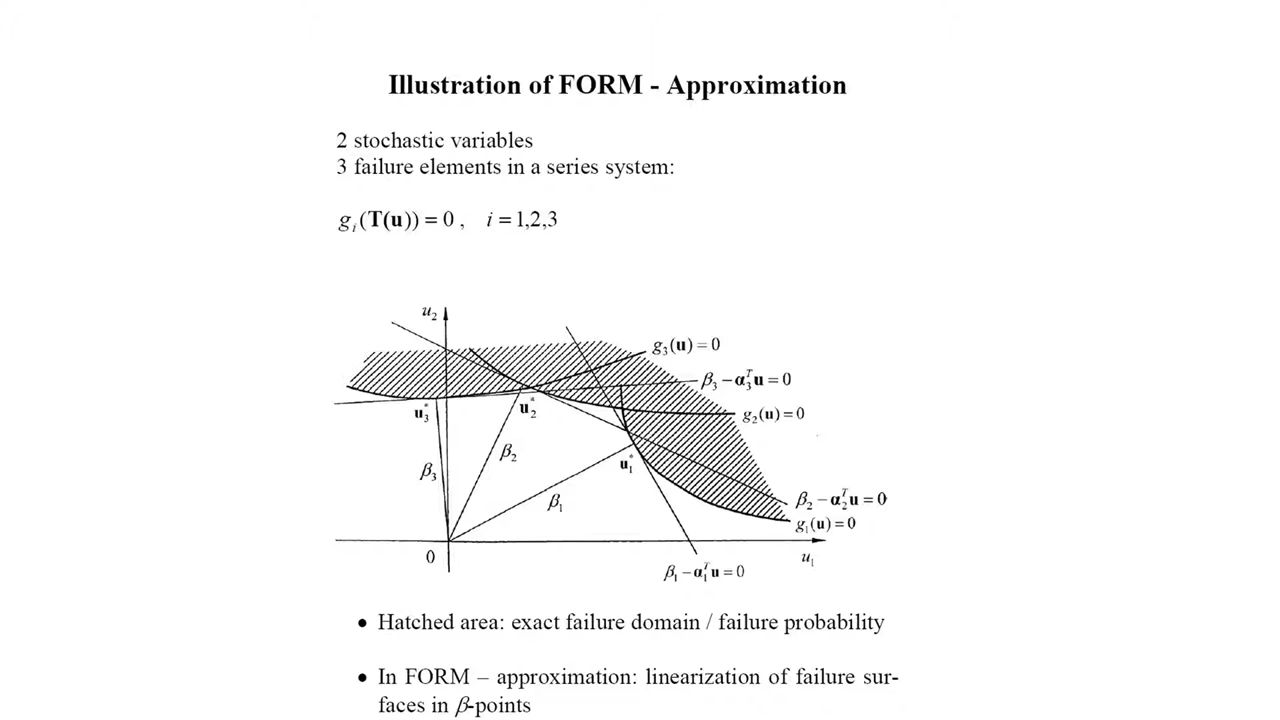 Illustration of FORM - Approximation
2 stochastic variables
3 failure elements in a series system:
gᵢ(T(u)) = 0 , i = 1,2,3
u₂
g₃(u) = 0
β₃ − α₃ᵀu = 0
u₃*
u₂*
g₂(u) = 0
β₃
β₂
u₁*
β₁
β₂ − α₂ᵀu = 0
g₁(u) = 0
0
u₁
β₁ − α₁ᵀu = 0
• Hatched area: exact failure domain / failure probability
• In FORM – approximation: linearization of failure sur-
faces in β-points